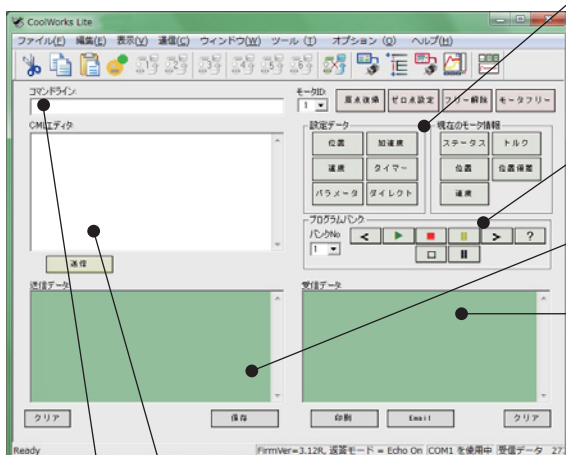 CoolWorks Lite
ファイル(F) 編集(E) 表示(V) 通信(C) ウィンドウ(W) ツール (T) オプション (O) ヘルプ(H)
コマンドライン
モータID
1
原点復帰 ゼロ点設定 フリー解除 モータフリー
CMLエディタ
設定データ
位置 加速度
速度 タイマー
パラメータ ダイレクト
現在のモータ情報
ステータス トルク
位置 位置偏差
速度
プログラムバンク
バンクNo
1
< > ?
送信
送信データ
受信データ
クリア 保存 印刷 Email クリア
Ready FirmVer=3.12R, 返答モード = Echo On COM1 を使用中 受信データ 27